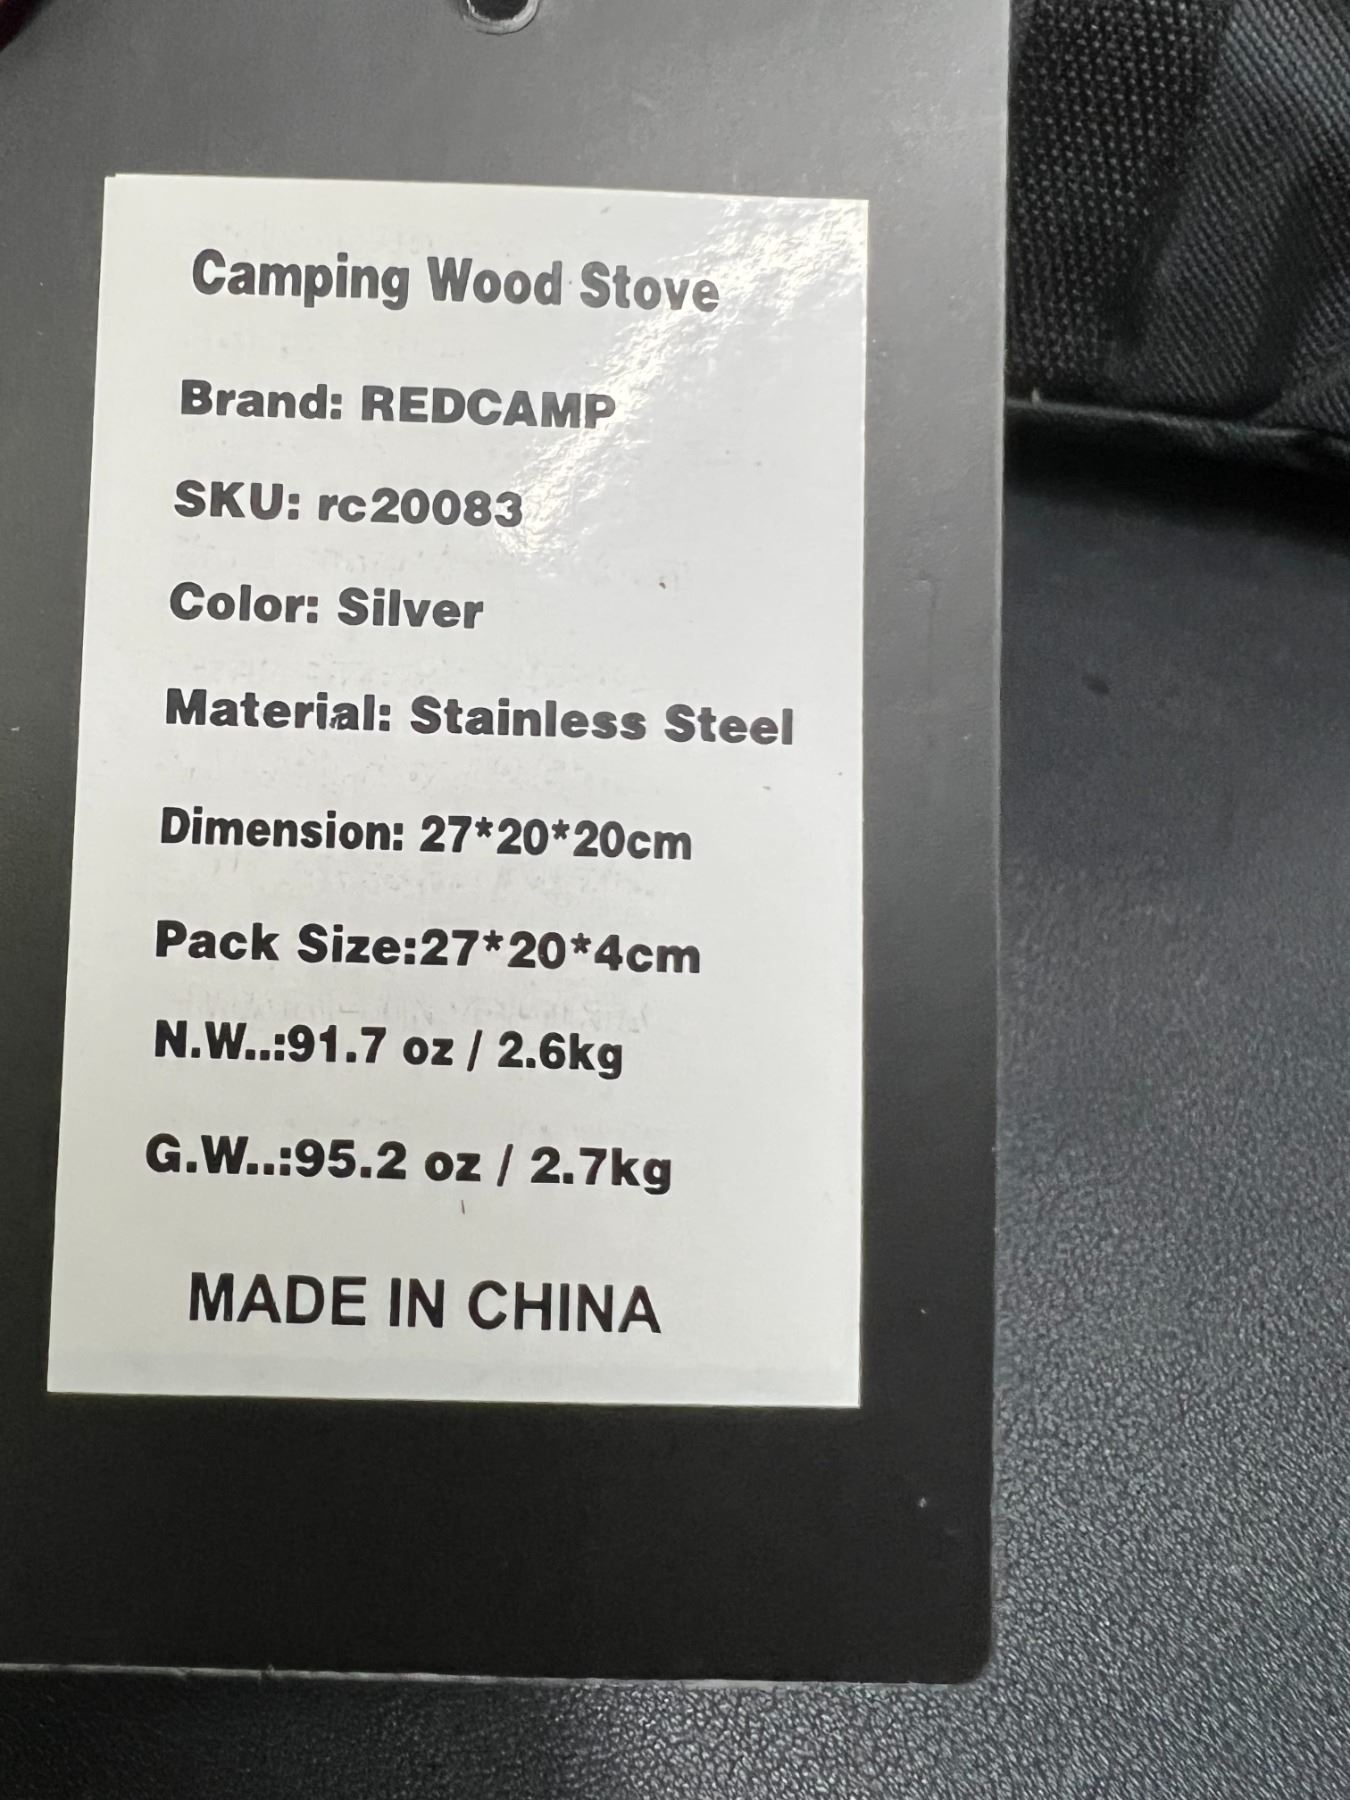 Camping Wood Stove
Brand: REDCAMP
SKU: rc20083
Color: Silver
Material: Stainless Steel
Dimension: 27*20*20cm
Pack Size:27*20*4cm
N.W..:91.7 oz / 2.6kg
G.W..:95.2 oz / 2.7kg
MADE IN CHINA